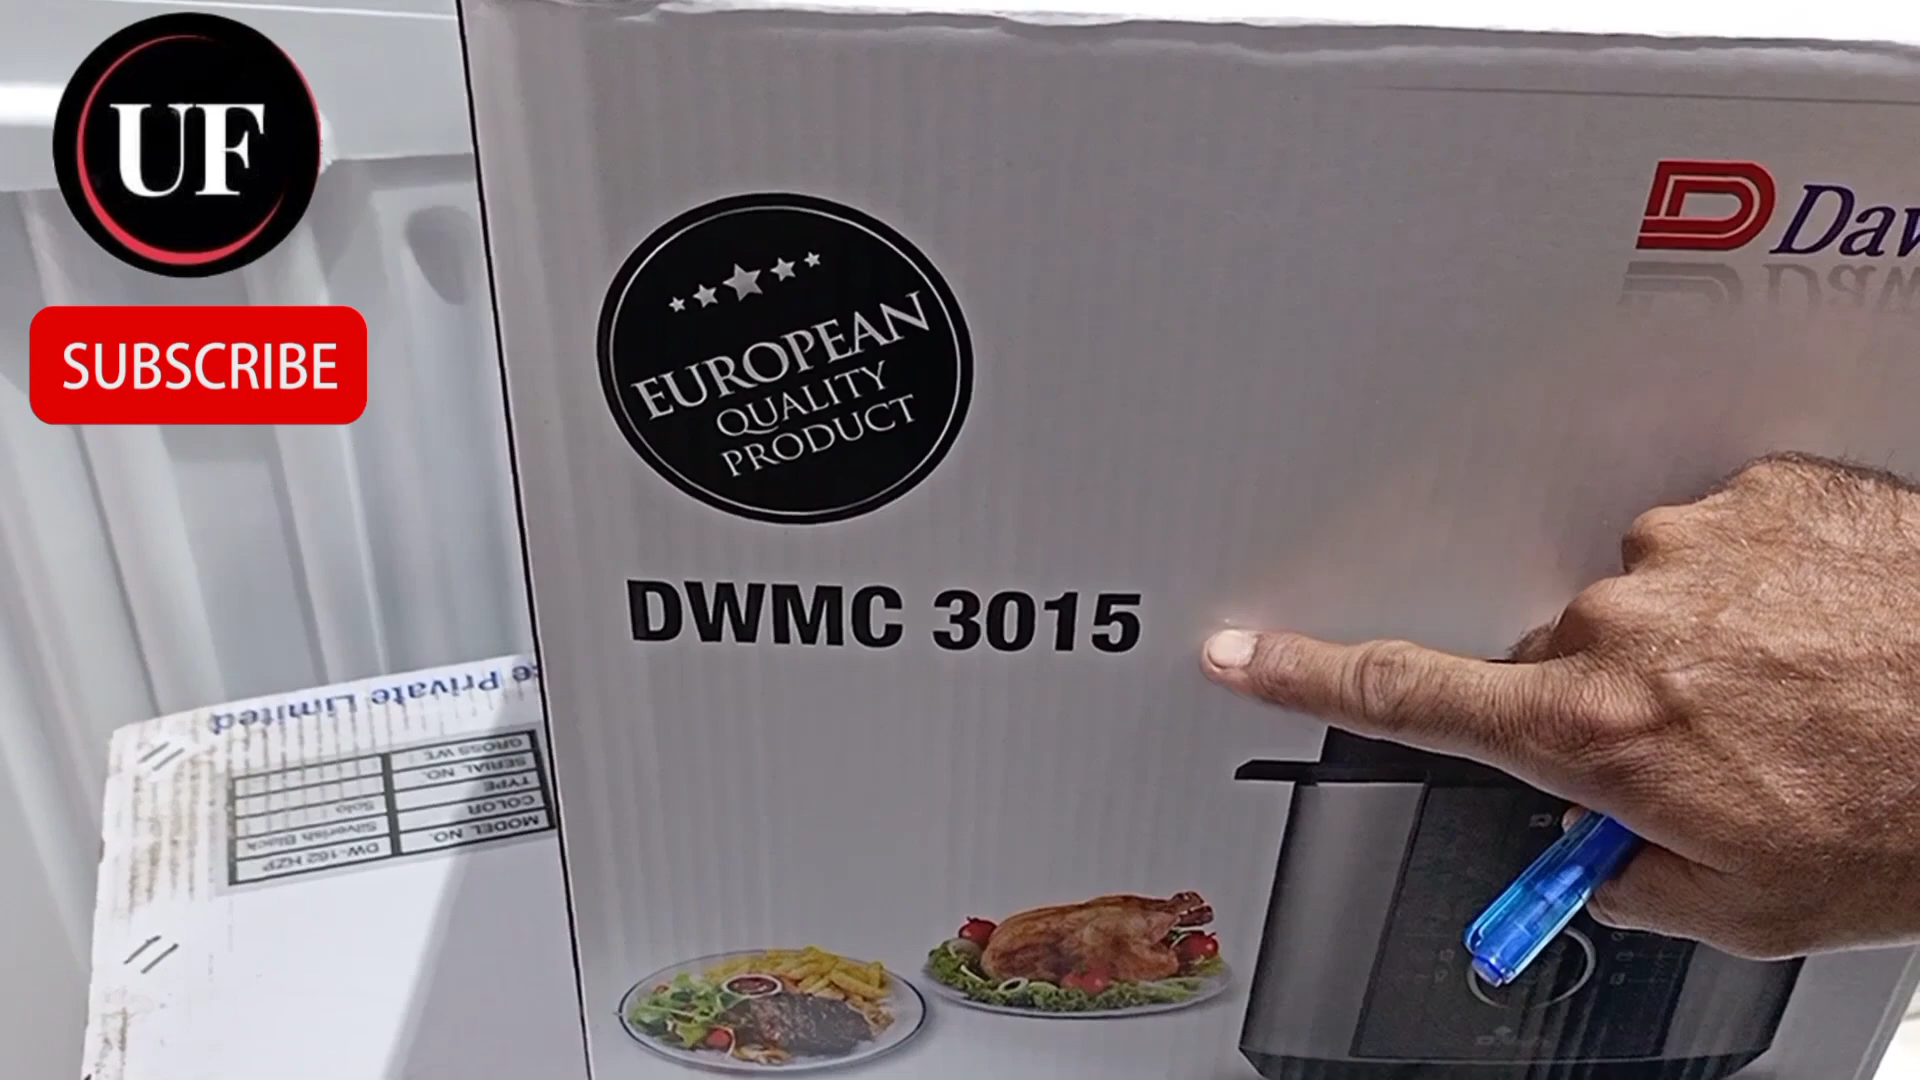 UF
SUBSCRIBE
EUROPEAN
QUALITY
PRODUCT
Daw
DWMC 3015
e Private Limited
GROSS WT.
SERIAL NO.
TYPE
Solo
COLOR
Silverish Black
MODEL NO.
DW-162 HZP